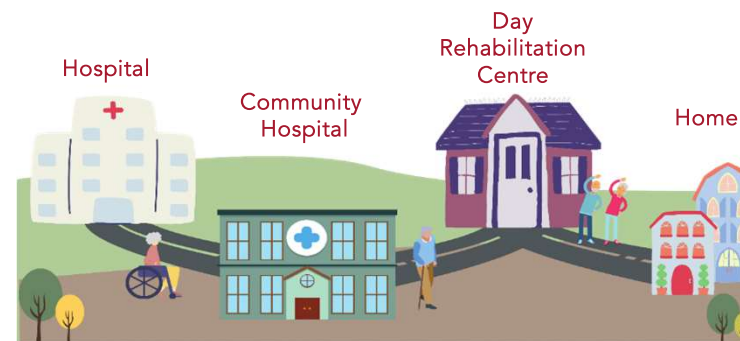 Hospital
Community
Hospital
Day
Rehabilitation
Centre
Home